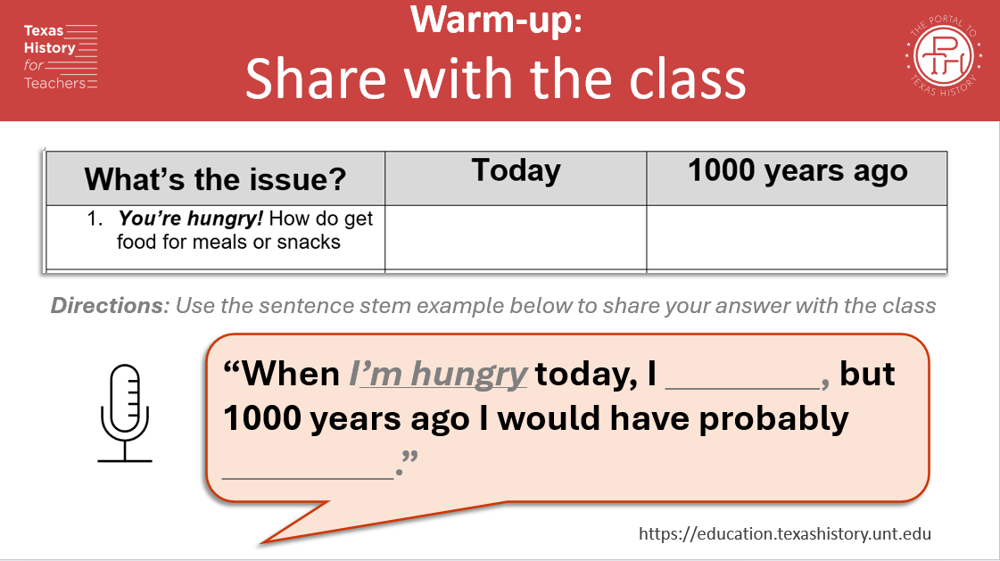 Warm-up:
Texas
History
for
Teachers
Share with the class
THE PORTAL TO
PTH
TEXAS HISTORY
What's the issue?
Today
1000 years ago
1. You're hungry! How do get
food for meals or snacks
Directions: Use the sentence stem example below to share your answer with the class
“When I’m hungry today, I _________, but
1000 years ago I would have probably
__________.”
https://education.texashistory.unt.edu